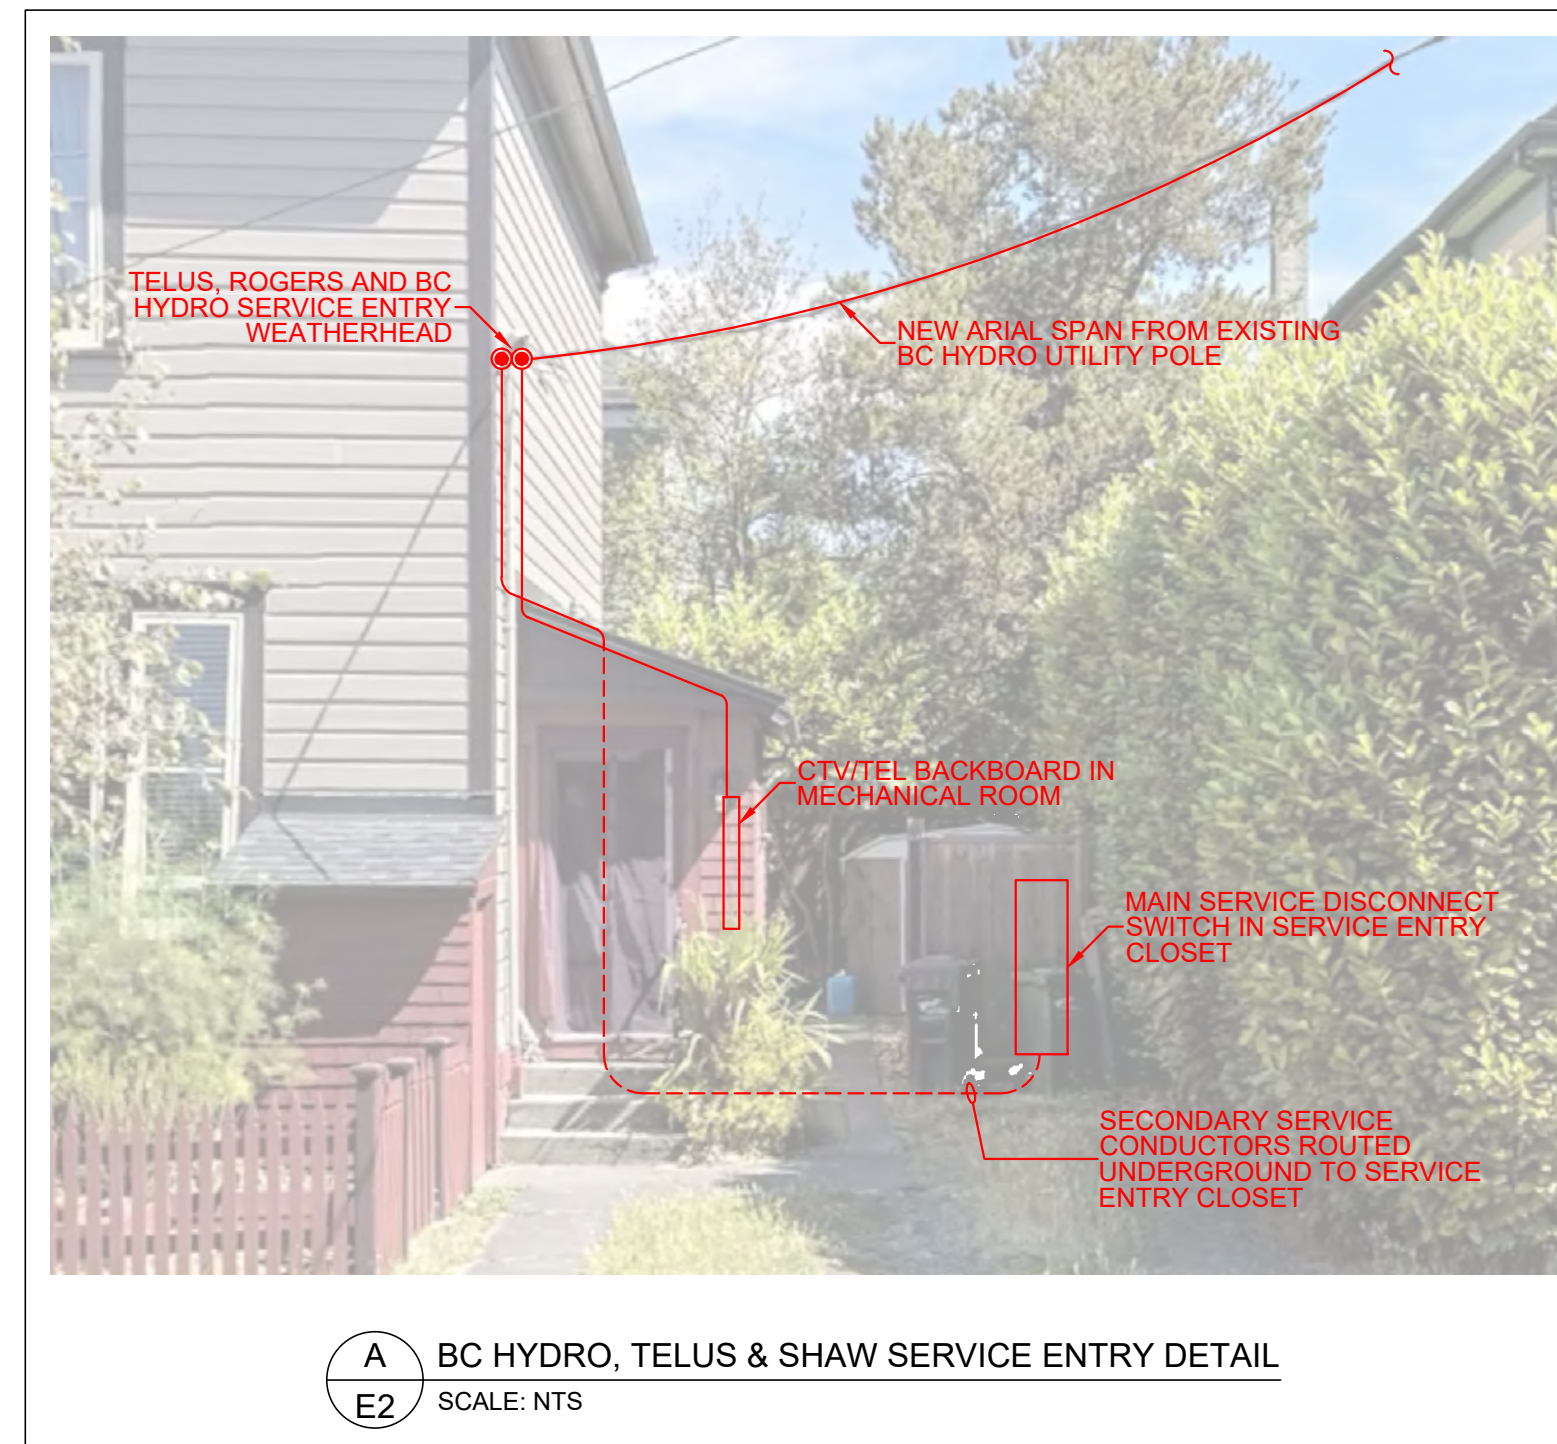 TELUS, ROGERS AND BC
HYDRO SERVICE ENTRY
WEATHERHEAD
NEW ARIAL SPAN FROM EXISTING
BC HYDRO UTILITY POLE
CTV/TEL BACKBOARD IN
MECHANICAL ROOM
MAIN SERVICE DISCONNECT
SWITCH IN SERVICE ENTRY
CLOSET
SECONDARY SERVICE
CONDUCTORS ROUTED
UNDERGROUND TO SERVICE
ENTRY CLOSET
A
E2
BC HYDRO, TELUS & SHAW SERVICE ENTRY DETAIL
SCALE: NTS